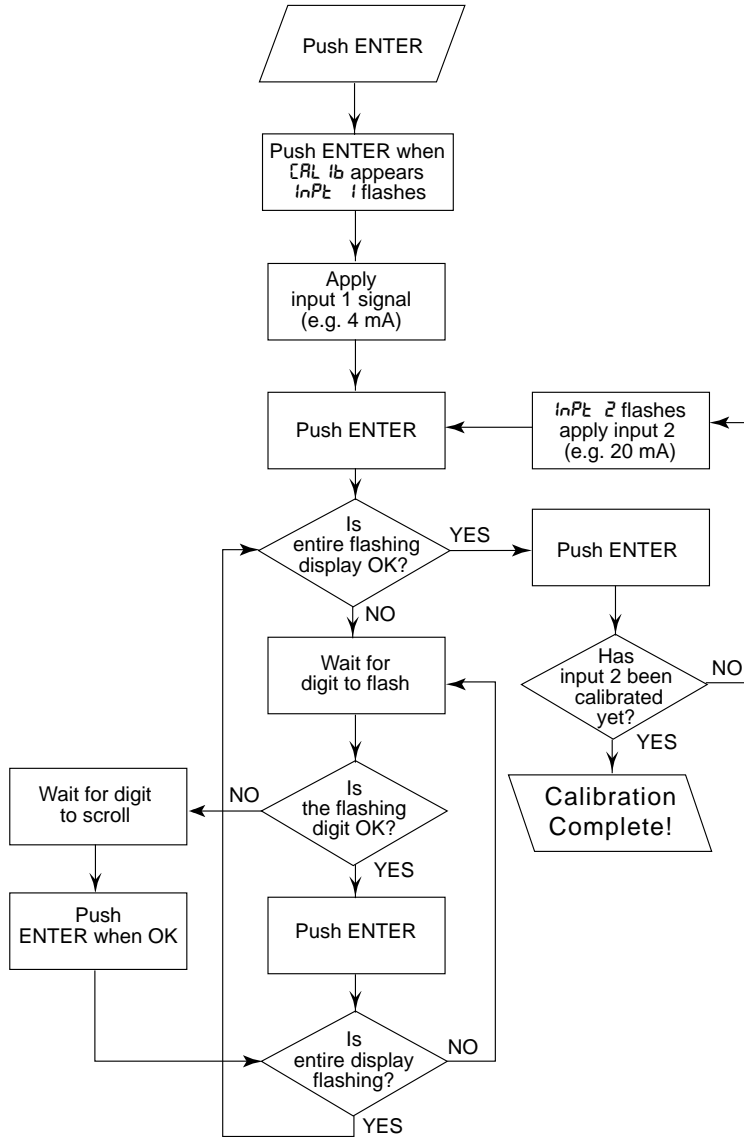 Push ENTER
Push ENTER when
CAL Ib appears
InPt 1 flashes
Apply
input 1 signal
(e.g. 4 mA)
Push ENTER
InPt 2 flashes
apply input 2
(e.g. 20 mA)
Is
entire flashing
display OK?
YES
NO
Push ENTER
Wait for
digit to flash
Has
input 2 been
calibrated
yet?
NO
YES
Calibration
Complete!
Is
the flashing
digit OK?
NO
YES
Wait for digit
to scroll
Push
ENTER when OK
Push ENTER
Is
entire display
flashing?
NO
YES